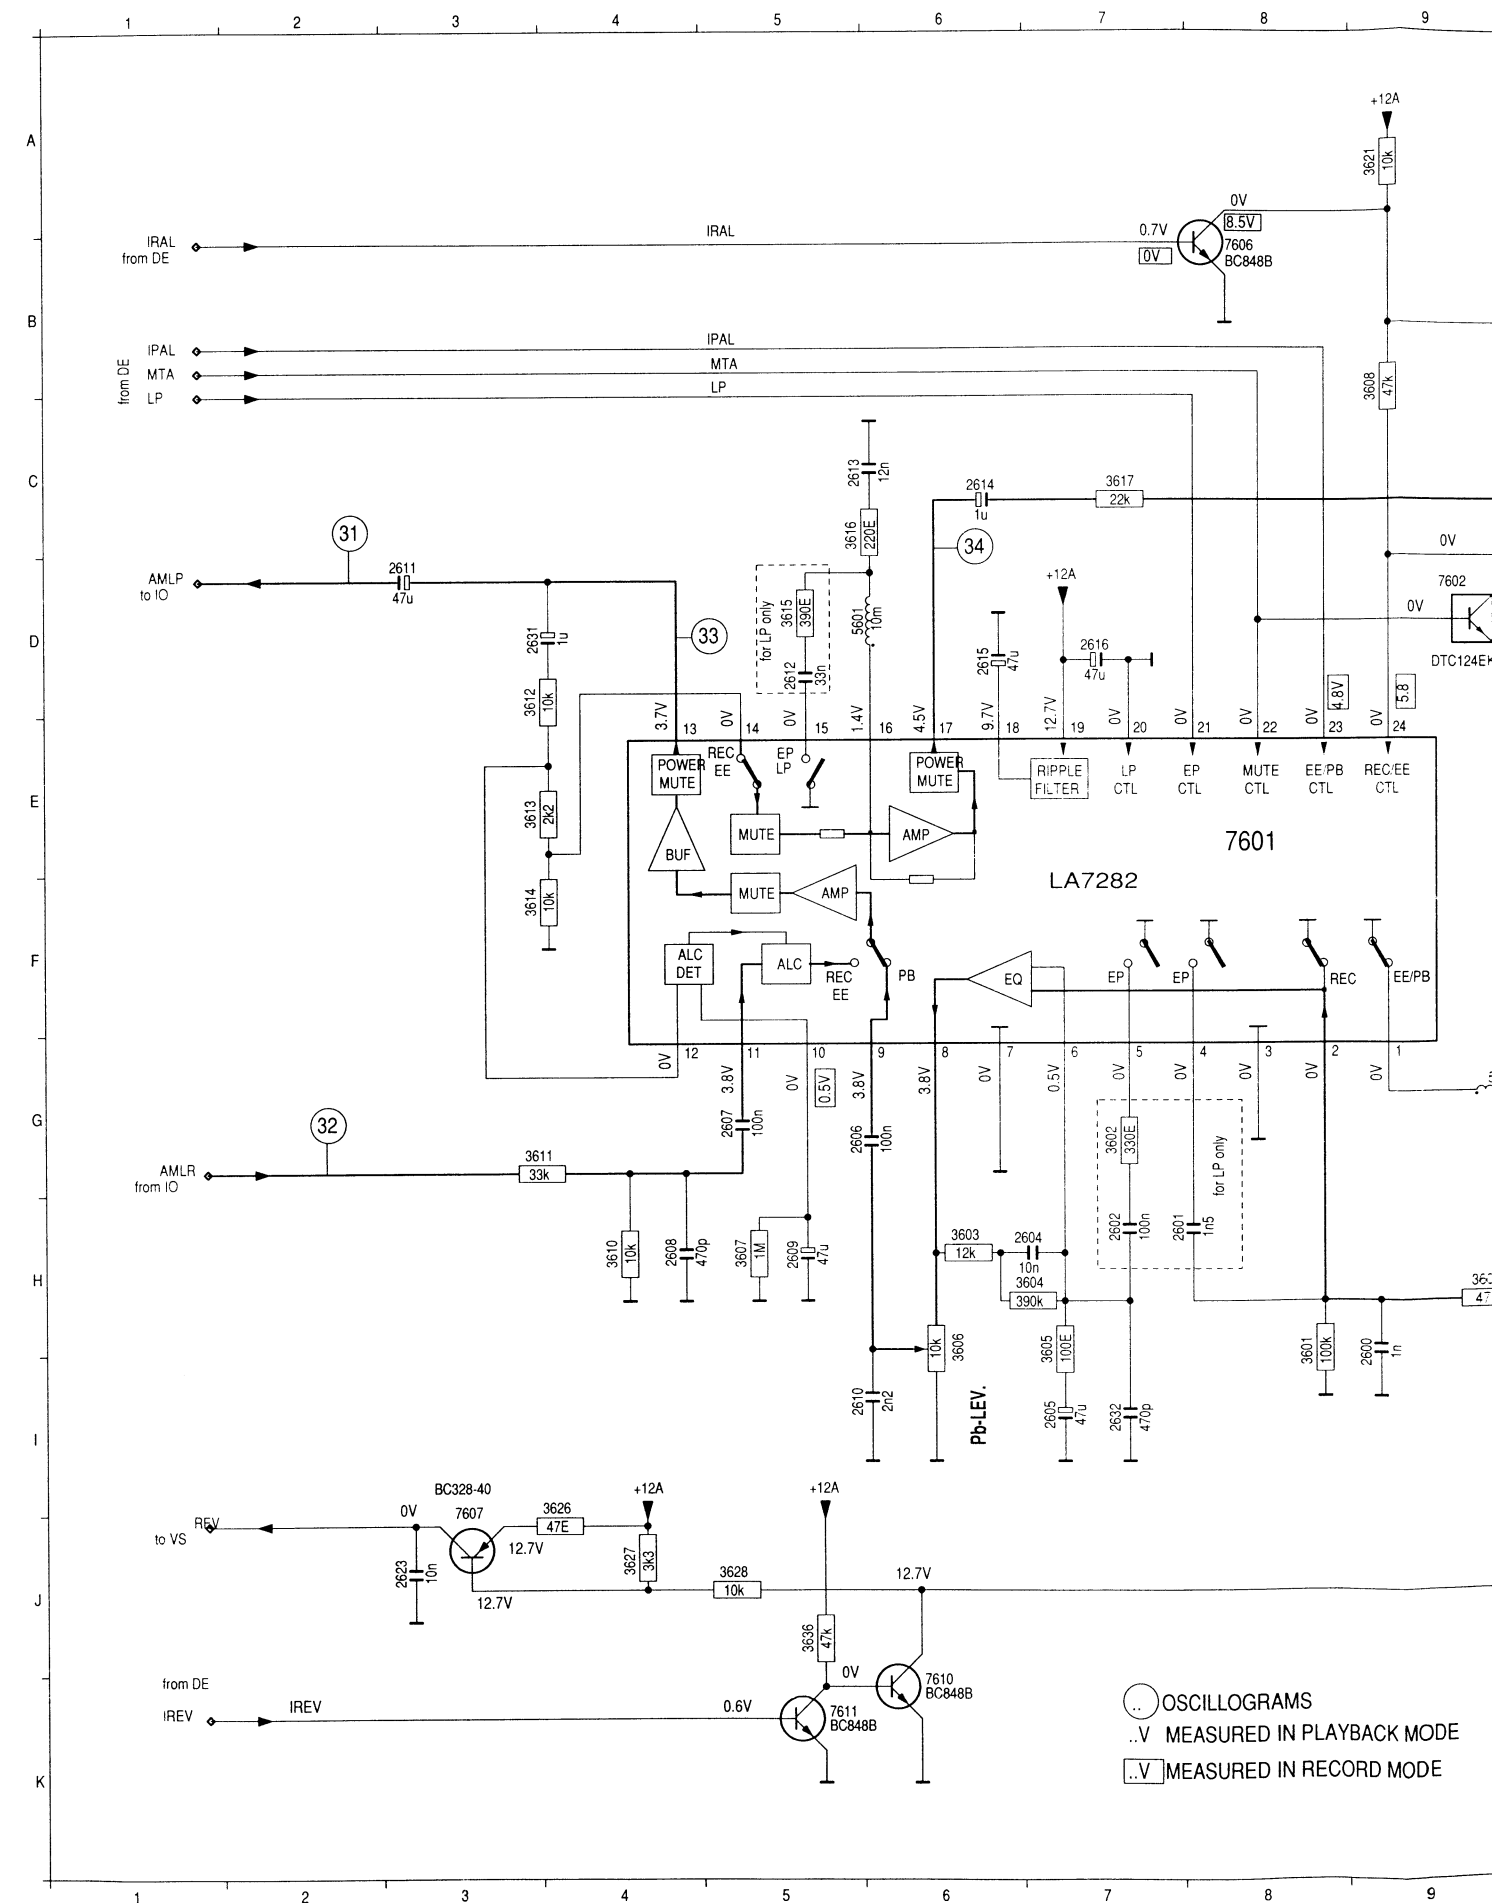 1 2 3 4 5 6 7 8 9
A
+12A
3621 10k
0V
8.5V
0.7V
0V
7606
BC848B
IRAL
from DE
IRAL
B
IPAL
IPAL
MTA
MTA
LP
LP
from DE
3608 47k
C
2613 12n
3616 220E
2614
1u
3617
22k
31
34
0V
AMLP
to IO
2611
47u
+12A
7602
0V
DTC124EK
D
2631 1u
33
for LP only
3615 390E
2612 33n
5601 10m
2615 47u
2616
47u
3612 10k
3.7V
0V
0V
1.4V
4.5V
9.7V
12.7V
0V
0V
0V
0V
4.8V
0V
5.8
13 14 15 16 17 18 19 20 21 22 23 24
POWER
MUTE
REC
EE
EP
LP
POWER
MUTE
RIPPLE
FILTER
LP
CTL
EP
CTL
MUTE
CTL
EE/PB
CTL
REC/EE
CTL
E
3613 2k2
BUF
MUTE
AMP
7601
LA7282
3614 10k
MUTE
AMP
F
ALC
DET
ALC
REC
EE
PB
EQ
EP
EP
REC
EE/PB
12 11 10 9 8 7 6 5 4 3 2 1
0V
3.8V
0V
0.5V
3.8V
3.8V
0V
0.5V
0V
0V
0V
0V
0V
G
32
2607 100n
2606 100n
3602 330E
for LP only
AMLR
from IO
3611
33k
2602 100n
2601 1n5
H
3610 10k
2608 470p
3607 1M
2609 47u
3603
12k
2604
10n
3604
390k
47
10k 3606
3605 100E
3601 100k
2600 1n
I
2610 2n2
Pb-LEV.
2605 47u
2632 470p
BC328-40
7607
0V
3626
47E
+12A
+12A
REV
to VS
12.7V
2623 10n
3627 3k3
3628
10k
12.7V
12.7V
J
3636 47k
from DE
IREV
IREV
0.6V
0V
7611
BC848B
7610
BC848B
.. OSCILLOGRAMS
..V MEASURED IN PLAYBACK MODE
..V MEASURED IN RECORD MODE
K
1 2 3 4 5 6 7 8 9